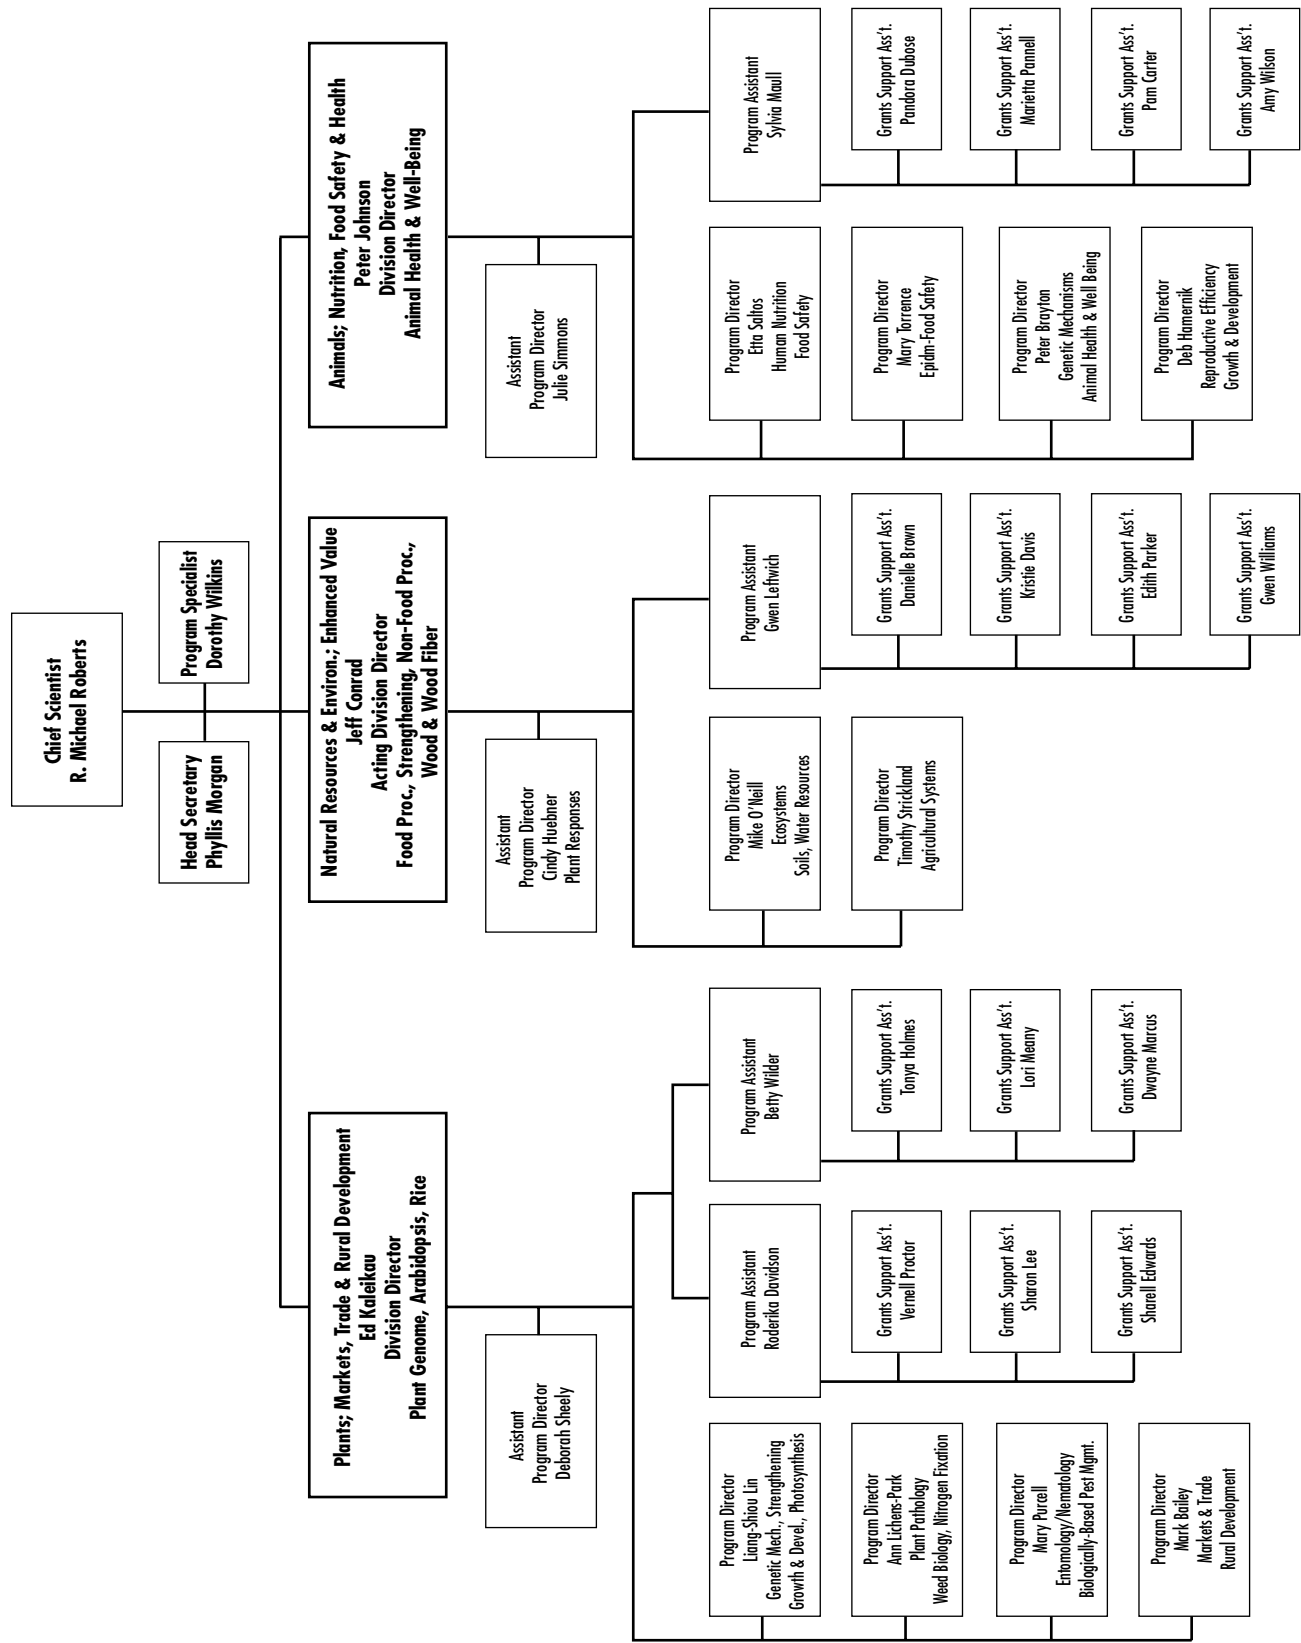 Chief Scientist
R. Michael Roberts
Head Secretary
Phyllis Morgan
Program Specialist
Dorothy Wilkins
Plants; Markets, Trade & Rural Development
Ed Kaleikau
Division Director
Plant Genome, Arabidopsis, Rice
Natural Resources & Environ.; Enhanced Value
Jeff Conrad
Acting Division Director
Food Proc., Strengthening, Non-Food Proc.,
Wood & Wood Fiber
Animals; Nutrition, Food Safety & Health
Peter Johnson
Division Director
Animal Health & Well-Being
Assistant
Program Director
Deborah Sheely
Assistant
Program Director
Cindy Huebner
Plant Responses
Assistant
Program Director
Julie Simmons
Program Director
Liang-Shiou Lin
Genetic Mech., Strengthening
Growth & Devel., Photosynthesis
Program Director
Ann Lichens-Park
Plant Pathology
Weed Biology, Nitrogen Fixation
Program Director
Mary Purcell
Entomology/Nematology
Biologically-Based Pest Mgmt.
Program Director
Mark Bailey
Markets & Trade
Rural Development
Program Assistant
Roderika Davidson
Grants Support Ass't.
Vernell Proctor
Grants Support Ass't.
Sharon Lee
Grants Support Ass't.
Sharell Edwards
Program Assistant
Betty Wilder
Grants Support Ass't.
Tonya Holmes
Grants Support Ass't.
Lori Meany
Grants Support Ass't.
Dwayne Marcus
Program Director
Mike O'Neill
Ecosystems
Soils, Water Resources
Program Director
Timothy Strickland
Agricultural Systems
Program Assistant
Gwen Leftwich
Grants Support Ass't.
Danielle Brown
Grants Support Ass't.
Kristie Davis
Grants Support Ass't.
Edith Parker
Grants Support Ass't.
Gwen Williams
Program Director
Etta Saltos
Human Nutrition
Food Safety
Program Director
Mary Torrence
Epidm-Food Safety
Program Director
Peter Brayton
Genetic Mechanisms
Animal Health & Well Being
Program Director
Deb Hamernik
Reproductive Efficiency
Growth & Development
Program Assistant
Sylvia Maull
Grants Support Ass't.
Pandora Dubose
Grants Support Ass't.
Marietta Pannell
Grants Support Ass't.
Pam Carter
Grants Support Ass't.
Amy Wilson